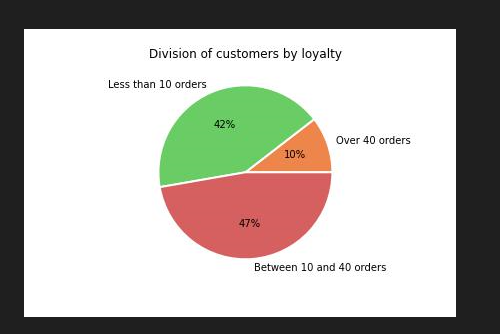 Division of customers by loyalty
Less than 10 orders
42%
Over 40 orders
10%
47%
Between 10 and 40 orders